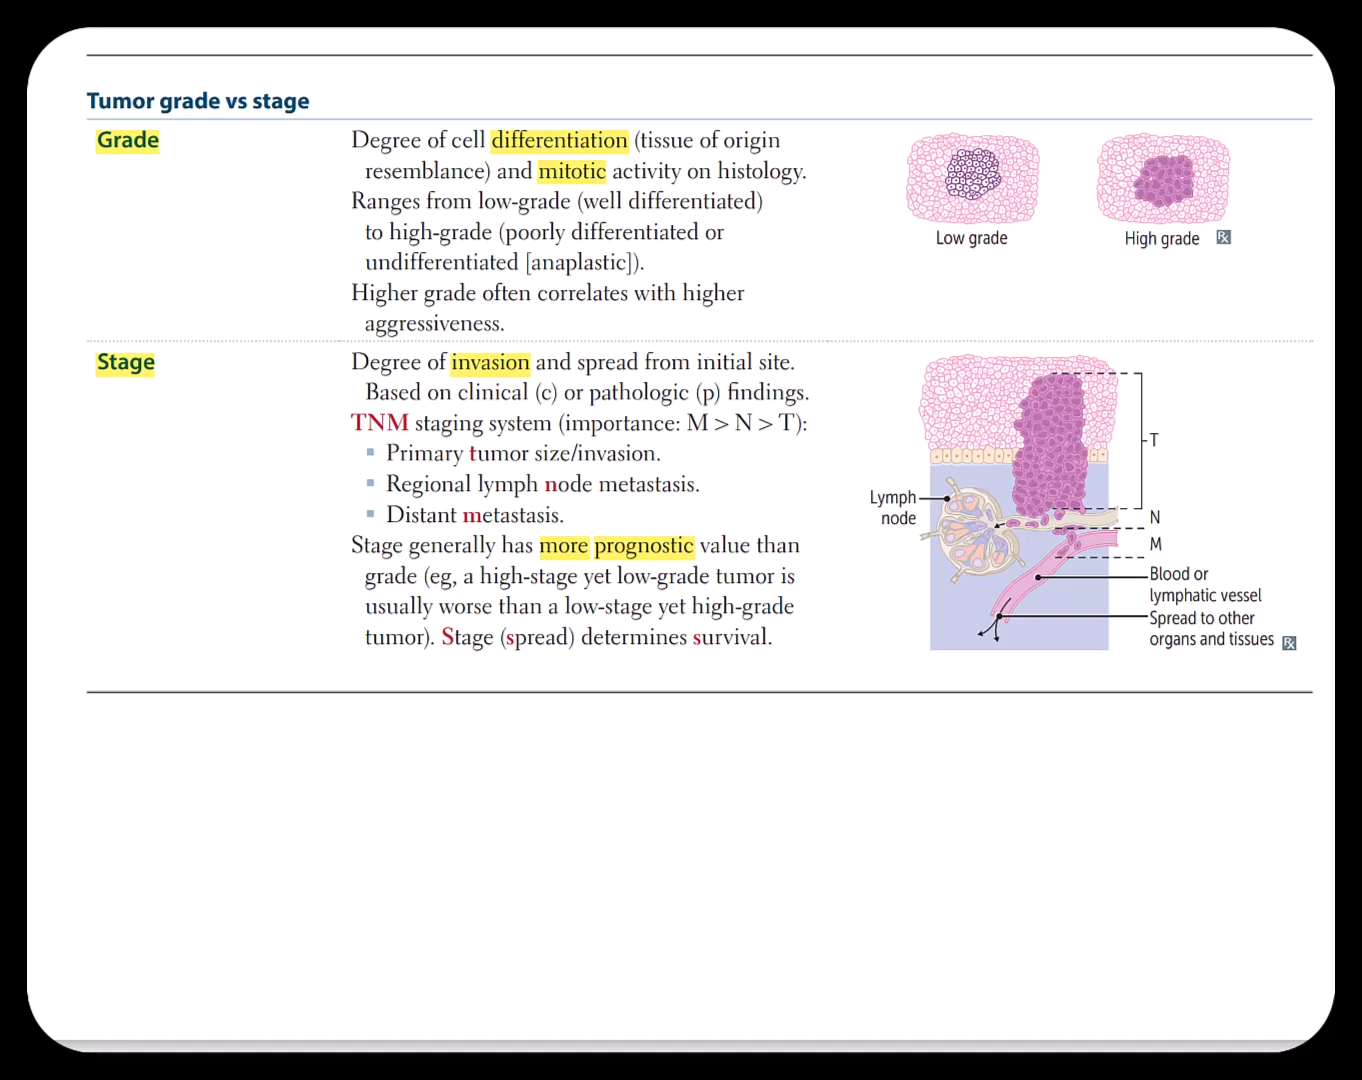 Tumor grade vs stage
Grade
Degree of cell differentiation (tissue of origin
resemblance) and mitotic activity on histology.
Ranges from low-grade (well differentiated)
to high-grade (poorly differentiated or
undifferentiated [anaplastic]).
Higher grade often correlates with higher
aggressiveness.
Low grade
High grade
Rx
Stage
Degree of invasion and spread from initial site.
Based on clinical (c) or pathologic (p) findings.
TNM staging system (importance: M > N > T):
▪ Primary tumor size/invasion.
▪ Regional lymph node metastasis.
▪ Distant metastasis.
Stage generally has more prognostic value than
grade (eg, a high-stage yet low-grade tumor is
usually worse than a low-stage yet high-grade
tumor). Stage (spread) determines survival.
T
Lymph
node
N
M
Blood or
lymphatic vessel
Spread to other
organs and tissues
Rx